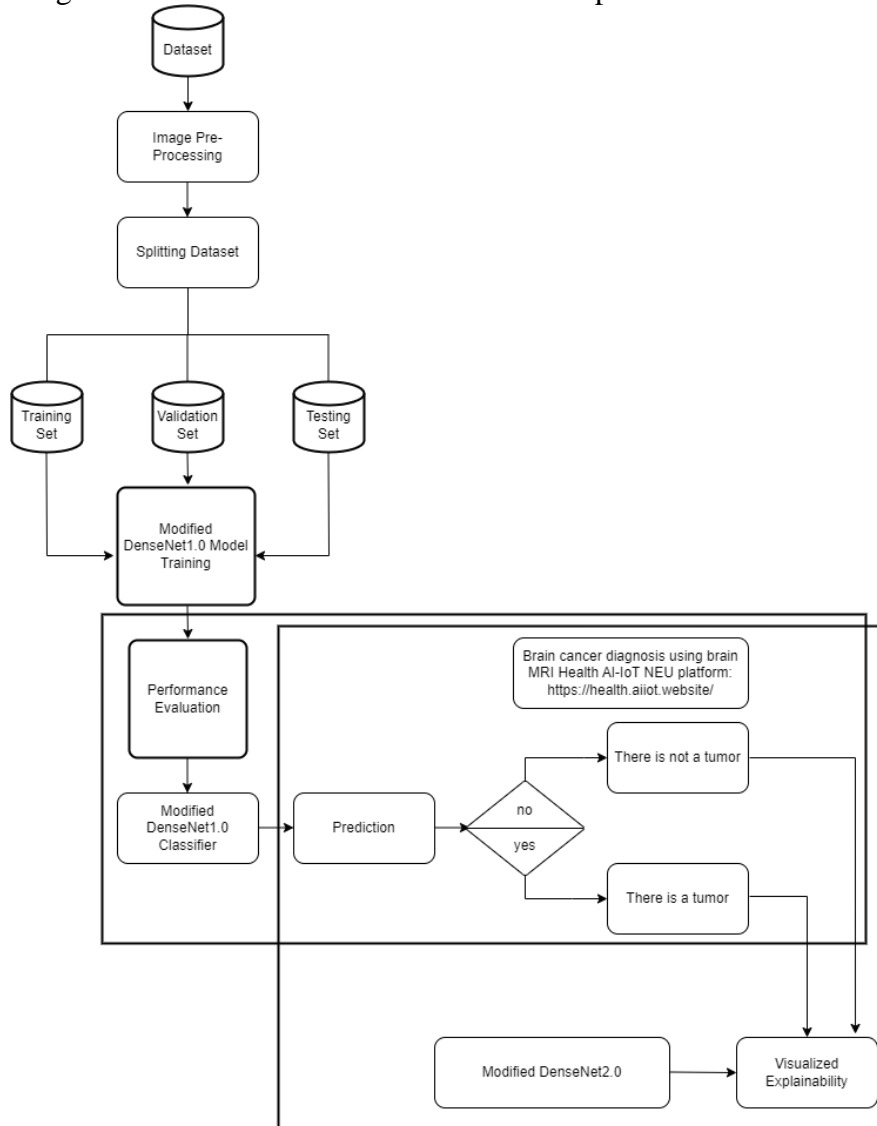 Dataset
Image Pre-
Processing
Splitting Dataset
Training
Set
Validation
Set
Testing
Set
Modified
DenseNet1.0 Model
Training
Performance
Evaluation
Brain cancer diagnosis using brain
MRI Health AI-IoT NEU platform:
https://health.aiiot.website/
There is not a tumor
Modified
DenseNet1.0
Classifier
Prediction
no
yes
There is a tumor
Modified DenseNet2.0
Visualized
Explainability